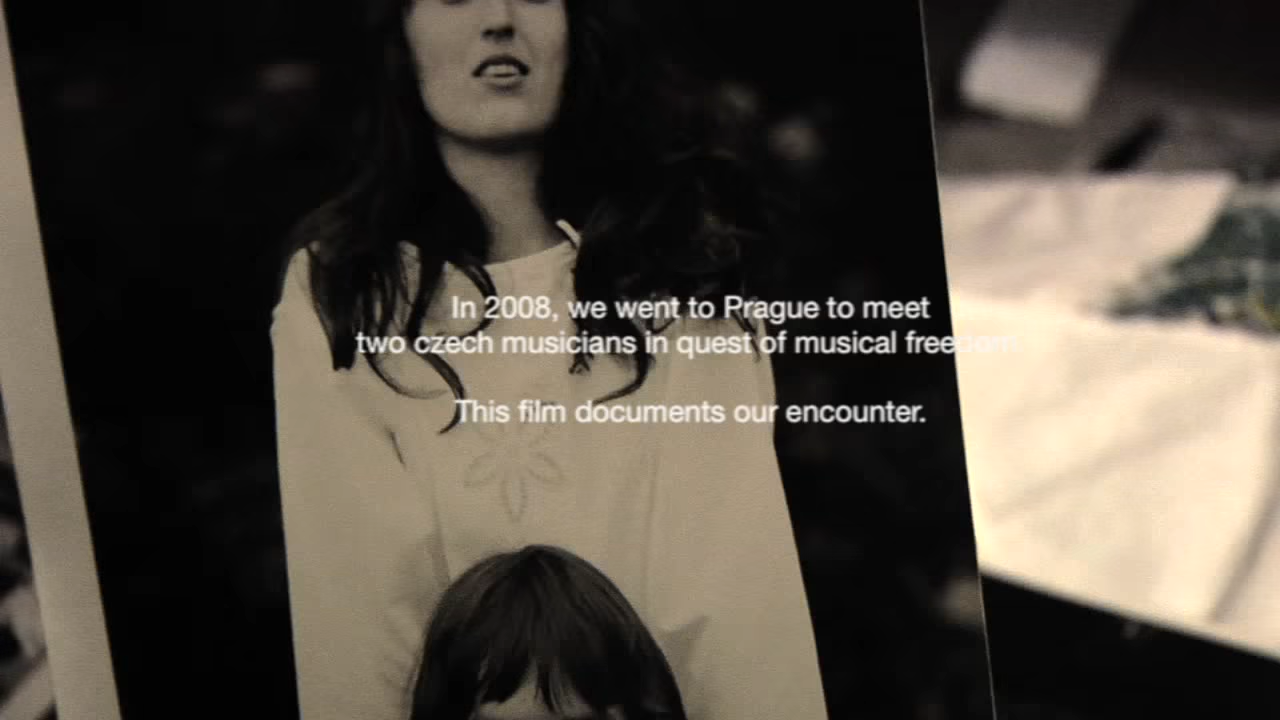 In 2008, we went to Prague to meet
two czech musicians in quest of musical freedom.
This film documents our encounter.